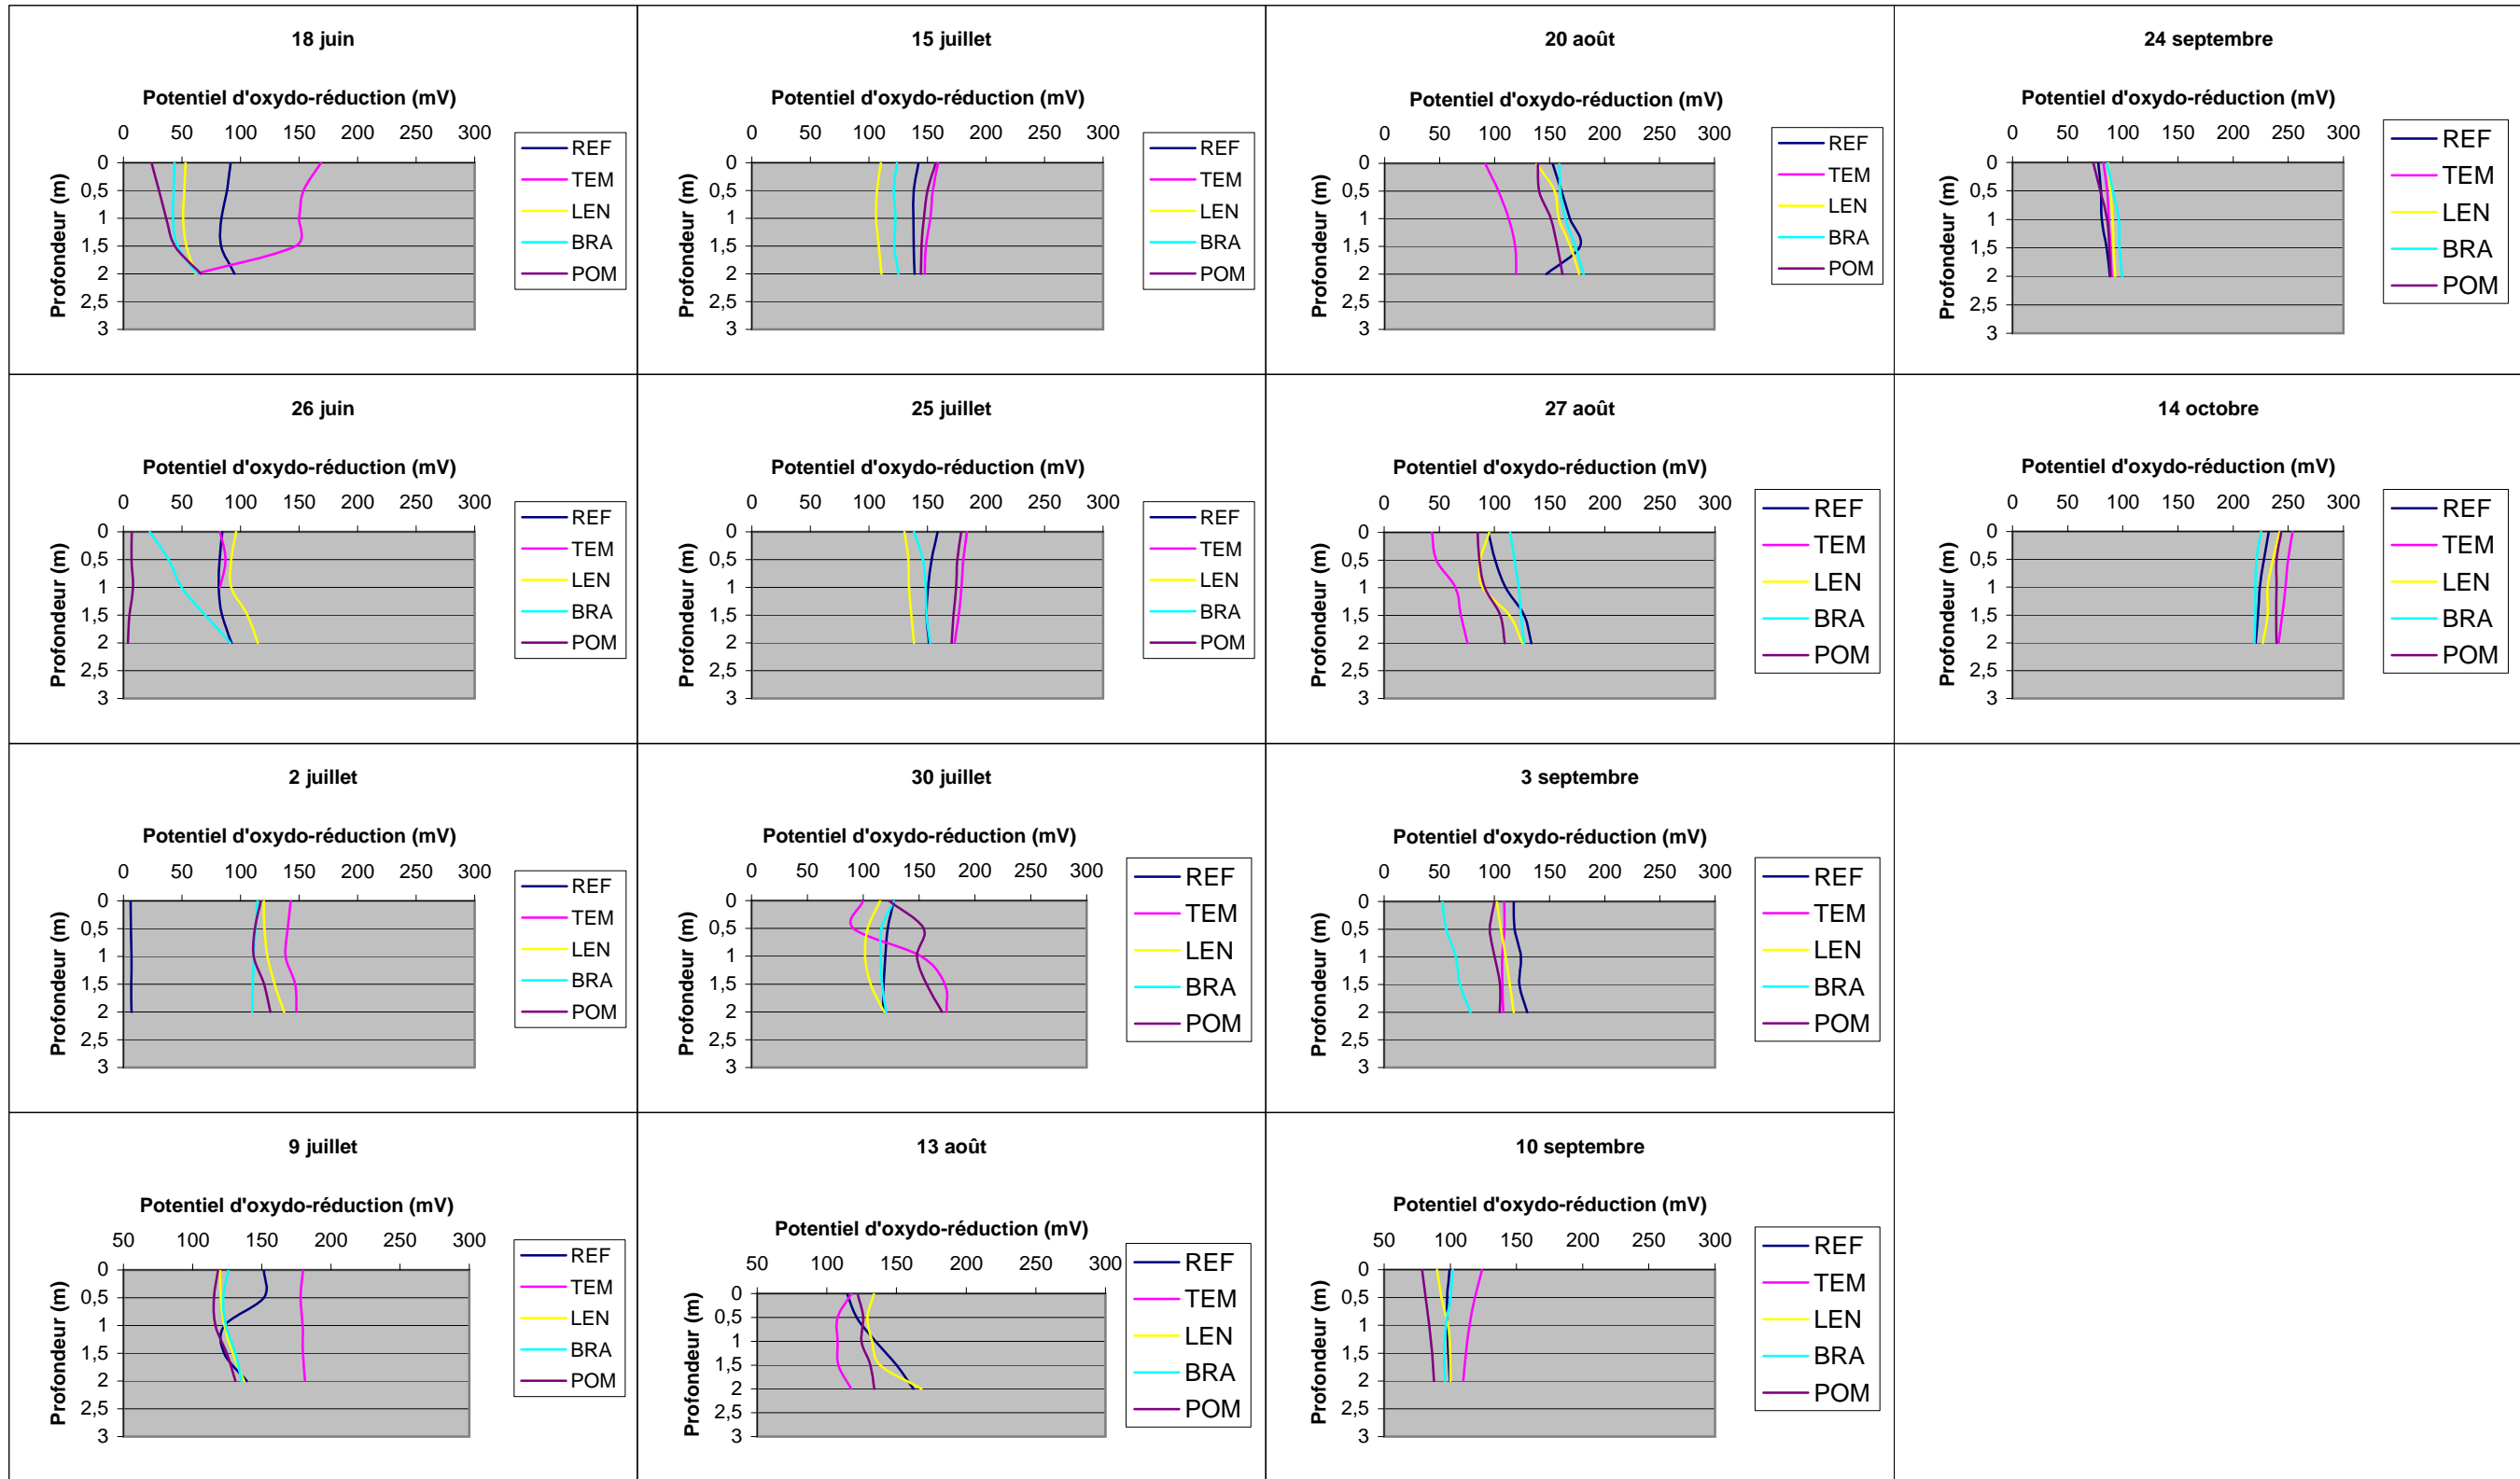 18 juin
Potentiel d'oxydo-réduction (mV)
0 50 100 150 200 250 300
Profondeur (m)
0
0,5
1
1,5
2
2,5
3
REF
TEM
LEN
BRA
POM
15 juillet
Potentiel d'oxydo-réduction (mV)
0 50 100 150 200 250 300
Profondeur (m)
0
0,5
1
1,5
2
2,5
3
REF
TEM
LEN
BRA
POM
20 août
Potentiel d'oxydo-réduction (mV)
0 50 100 150 200 250 300
Profondeur (m)
0
0,5
1
1,5
2
2,5
3
REF
TEM
LEN
BRA
POM
24 septembre
Potentiel d'oxydo-réduction (mV)
0 50 100 150 200 250 300
Profondeur (m)
0
0,5
1
1,5
2
2,5
3
REF
TEM
LEN
BRA
POM
26 juin
Potentiel d'oxydo-réduction (mV)
0 50 100 150 200 250 300
Profondeur (m)
0
0,5
1
1,5
2
2,5
3
REF
TEM
LEN
BRA
POM
25 juillet
Potentiel d'oxydo-réduction (mV)
0 50 100 150 200 250 300
Profondeur (m)
0
0,5
1
1,5
2
2,5
3
REF
TEM
LEN
BRA
POM
27 août
Potentiel d'oxydo-réduction (mV)
0 50 100 150 200 250 300
Profondeur (m)
0
0,5
1
1,5
2
2,5
3
REF
TEM
LEN
BRA
POM
14 octobre
Potentiel d'oxydo-réduction (mV)
0 50 100 150 200 250 300
Profondeur (m)
0
0,5
1
1,5
2
2,5
3
REF
TEM
LEN
BRA
POM
2 juillet
Potentiel d'oxydo-réduction (mV)
0 50 100 150 200 250 300
Profondeur (m)
0
0,5
1
1,5
2
2,5
3
REF
TEM
LEN
BRA
POM
30 juillet
Potentiel d'oxydo-réduction (mV)
0 50 100 150 200 250 300
Profondeur (m)
0
0,5
1
1,5
2
2,5
3
REF
TEM
LEN
BRA
POM
3 septembre
Potentiel d'oxydo-réduction (mV)
0 50 100 150 200 250 300
Profondeur (m)
0
0,5
1
1,5
2
2,5
3
REF
TEM
LEN
BRA
POM
9 juillet
Potentiel d'oxydo-réduction (mV)
50 100 150 200 250 300
Profondeur (m)
0
0,5
1
1,5
2
2,5
3
REF
TEM
LEN
BRA
POM
13 août
Potentiel d'oxydo-réduction (mV)
50 100 150 200 250 300
Profondeur (m)
0
0,5
1
1,5
2
2,5
3
REF
TEM
LEN
BRA
POM
10 septembre
Potentiel d'oxydo-réduction (mV)
50 100 150 200 250 300
Profondeur (m)
0
0,5
1
1,5
2
2,5
3
REF
TEM
LEN
BRA
POM